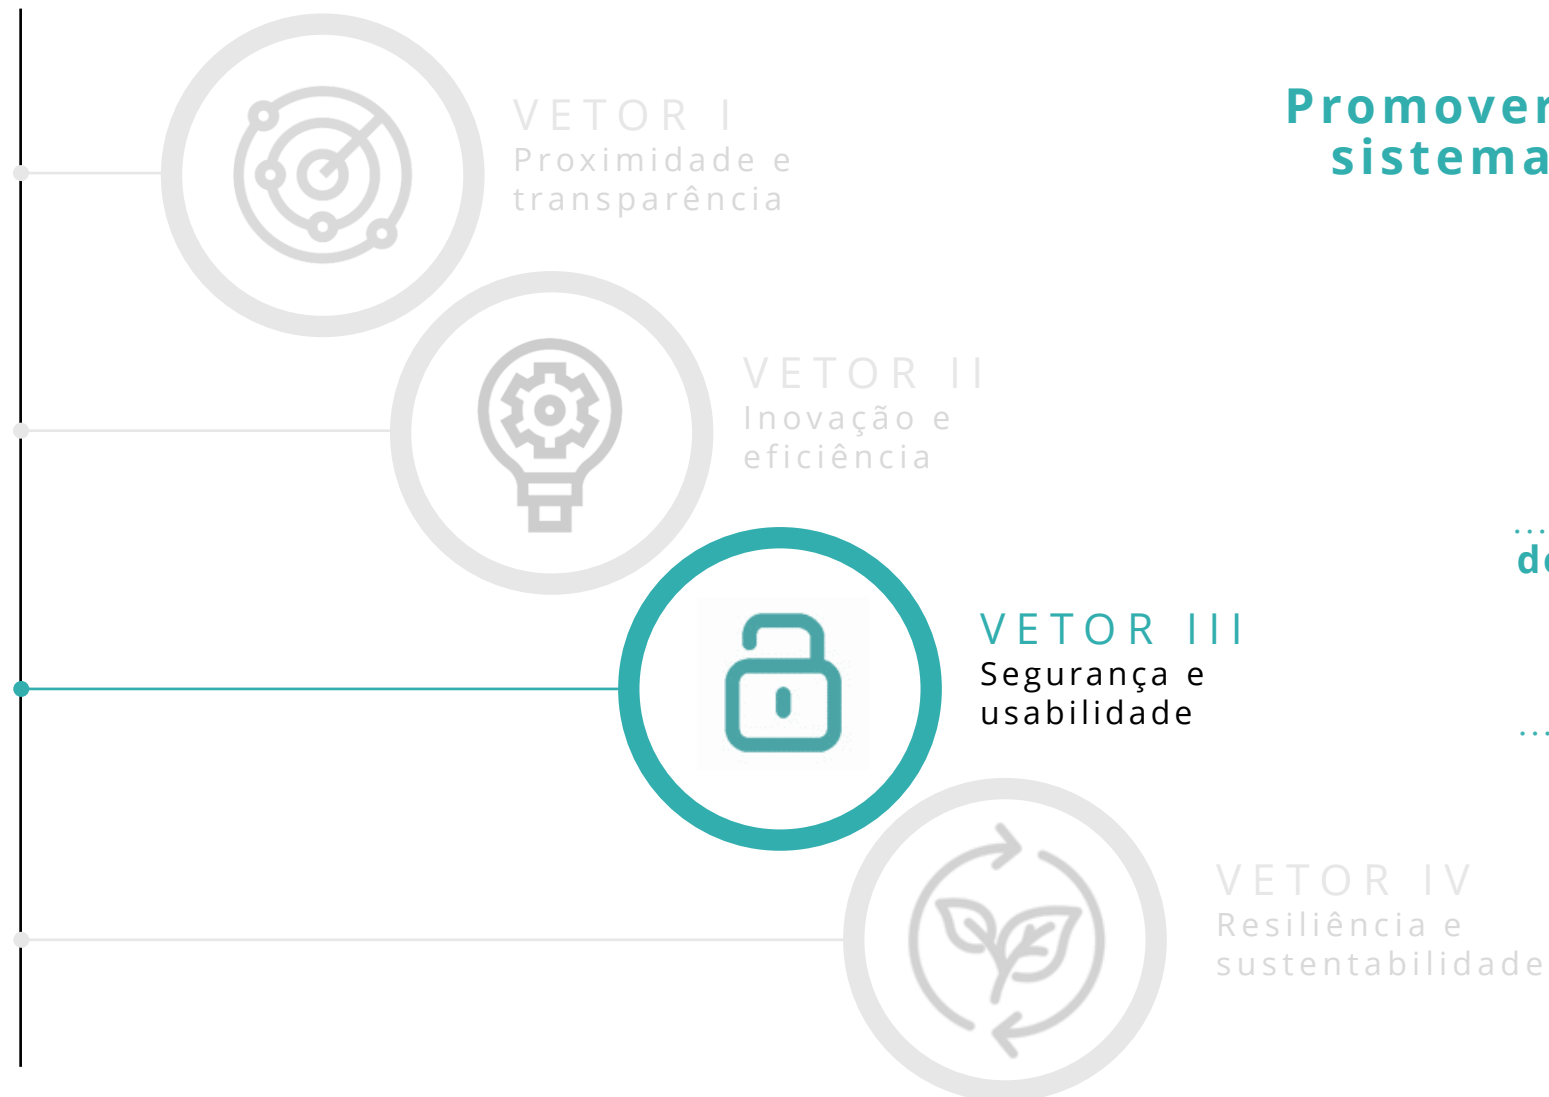 VETOR I
Proximidade e
transparência
Promover
sistema
VETOR II
Inovação e
eficiência
VETOR III
Segurança e
usabilidade
VETOR IV
Resiliência e
sustentabilidade